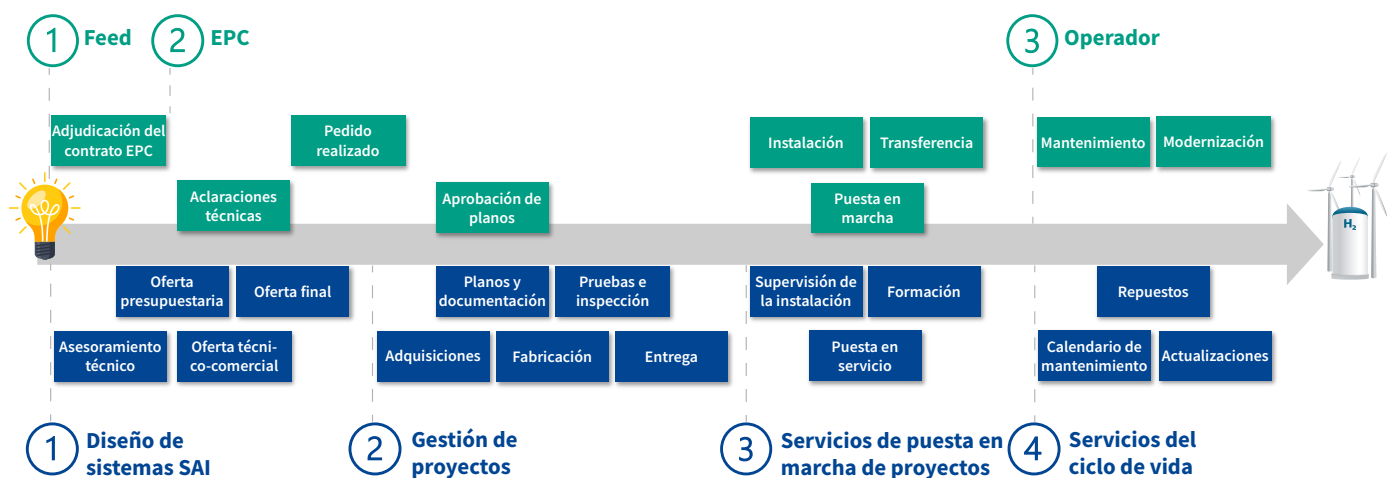 1 Feed
2 EPC
3 Operador
Adjudicación del
contrato EPC
Pedido
realizado
Instalación
Transferencia
Mantenimiento
Modernización
Aclaraciones
técnicas
Aprobación de
planos
Puesta en
marcha
H2
Oferta
presupuestaria
Oferta final
Planos y
documentación
Pruebas e
inspección
Supervisión de
la instalación
Formación
Repuestos
Asesoramiento
técnico
Oferta técni-
co-comercial
Adquisiciones
Fabricación
Entrega
Puesta en
servicio
Calendario de
mantenimiento
Actualizaciones
1 Diseño de
sistemas SAI
2 Gestión de
proyectos
3 Servicios de puesta en
marcha de proyectos
4 Servicios del
ciclo de vida